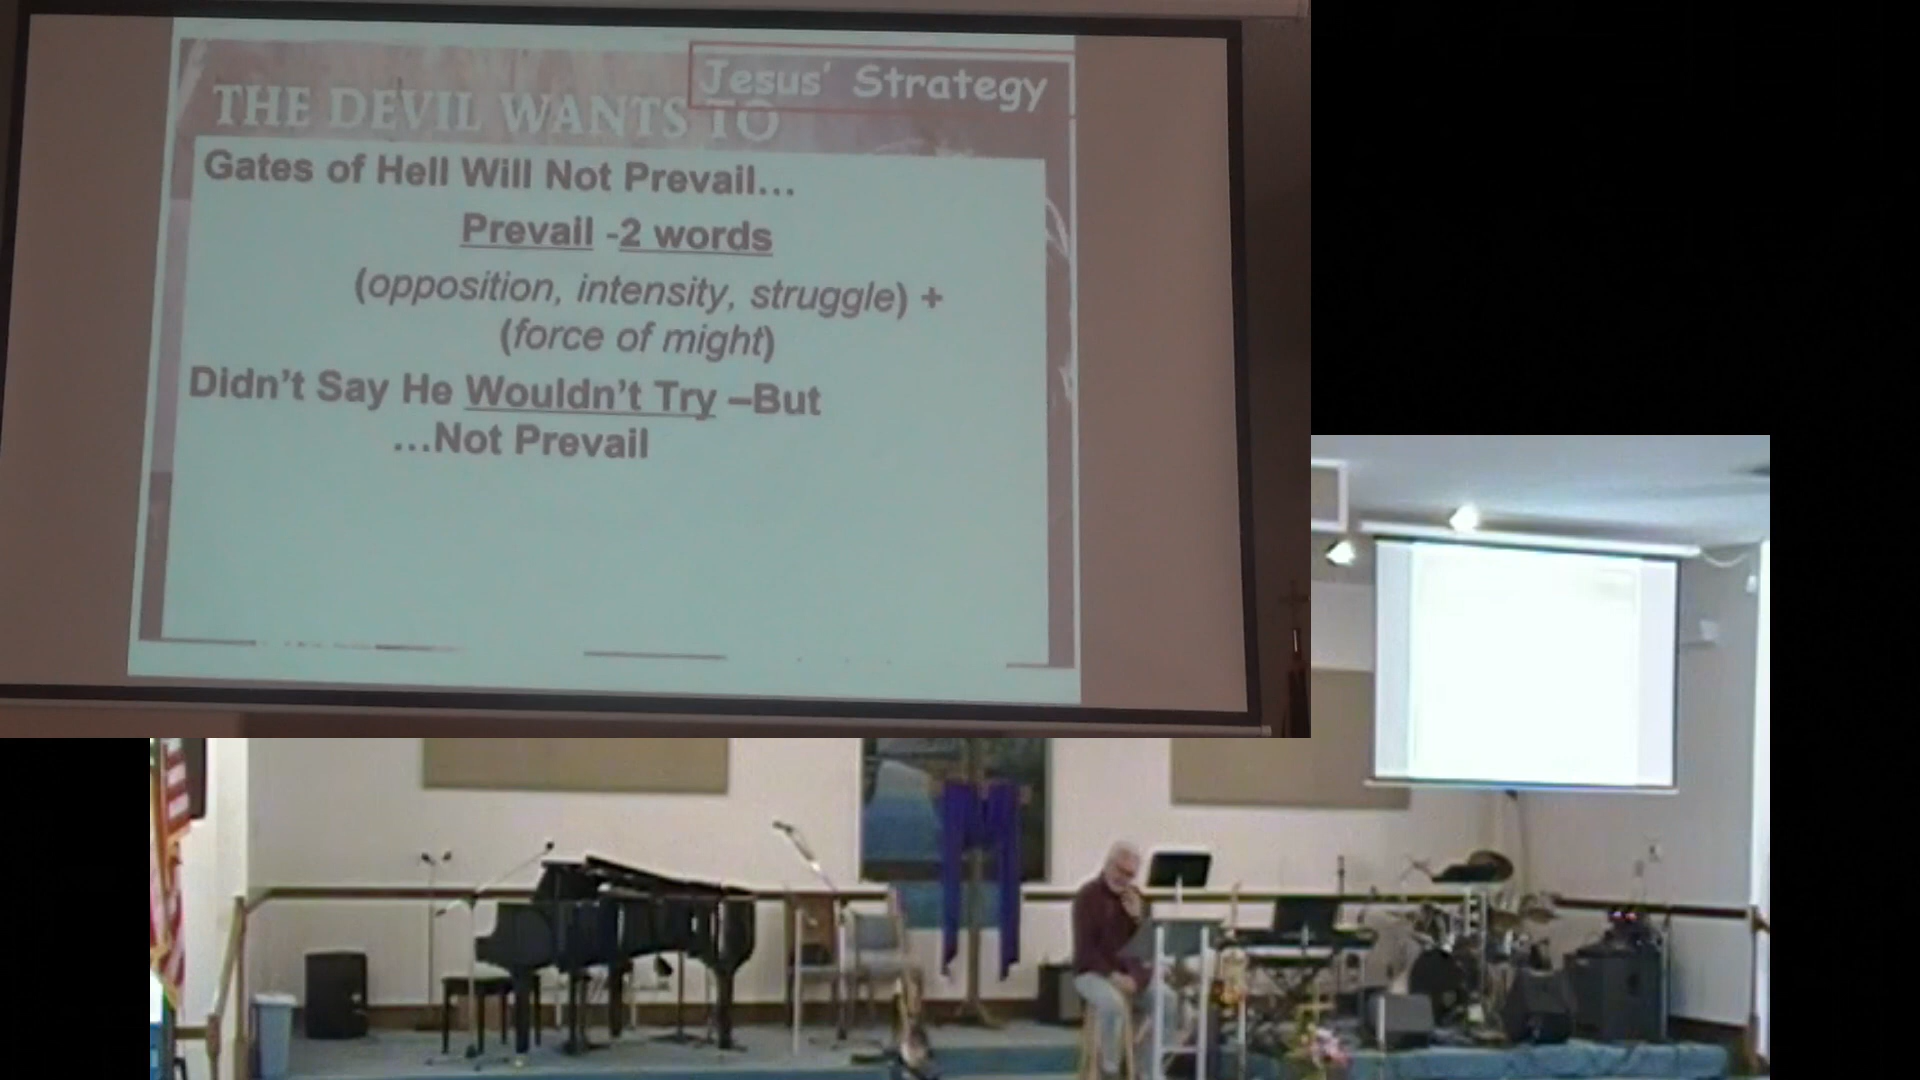 Jesus' Strategy
THE DEVIL WANTS TO
Gates of Hell Will Not Prevail…
Prevail -2 words
(opposition, intensity, struggle) +
(force of might)
Didn't Say He Wouldn't Try –But
…Not Prevail